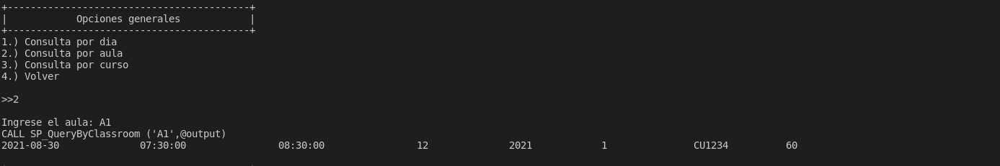 +------------------------------------------+
|            Opciones generales            |
+------------------------------------------+
1.) Consulta por dia
2.) Consulta por aula
3.) Consulta por curso
4.) Volver
>>2
Ingrese el aula: A1
CALL SP_QueryByClassroom ('A1',@output)
2021-08-30              07:30:00                08:30:00                12              2021            1               CU1234          60